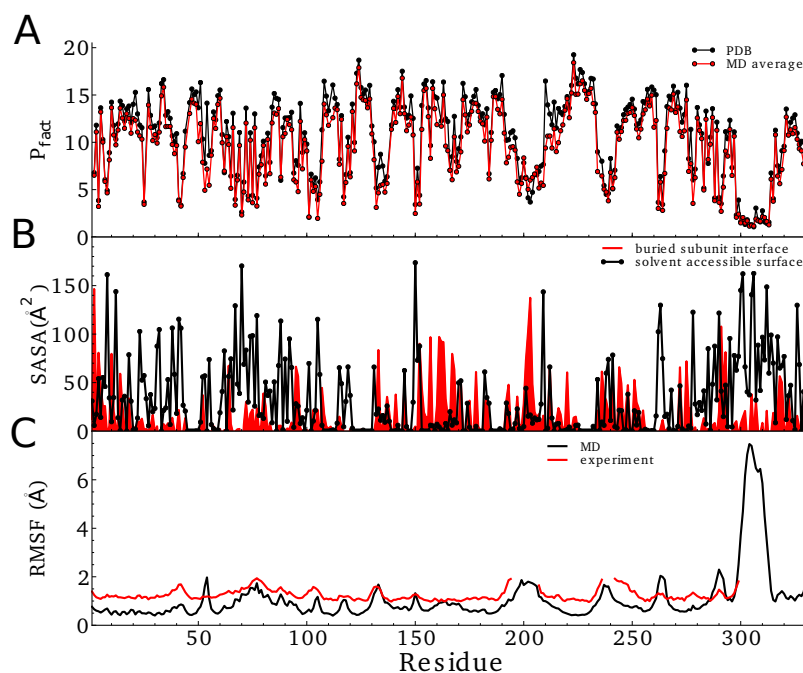 A
20
15
10
5
0
P_fact
PDB
MD average
B
150
100
50
0
SASA(Å²)
buried subunit interface
solvent accessible surface
C
6
4
2
0
RMSF (Å)
MD
experiment
50 100 150 200 250 300
Residue